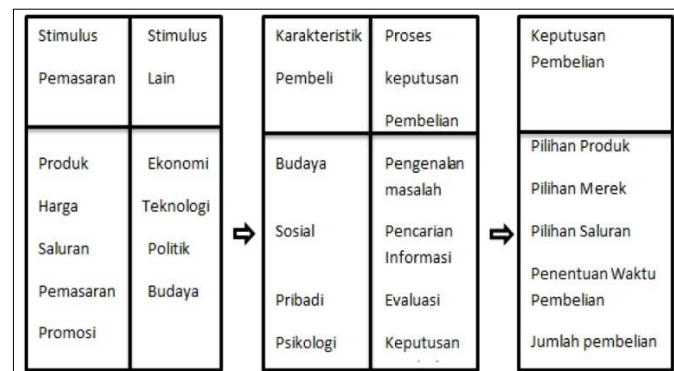 Stimulus
Pemasaran
Stimulus
Lain
Produk
Harga
Saluran
Pemasaran
Promosi
Ekonomi
Teknologi
Politik
Budaya
Karakteristik
Pembeli
Proses
keputusan
Pembelian
Budaya
Sosial
Pribadi
Psikologi
Pengenalan
masalah
Pencarian
Informasi
Evaluasi
Keputusan
Keputusan
Pembelian
Pilihan Produk
Pilihan Merek
Pilihan Saluran
Penentuan Waktu
Pembelian
Jumlah pembelian